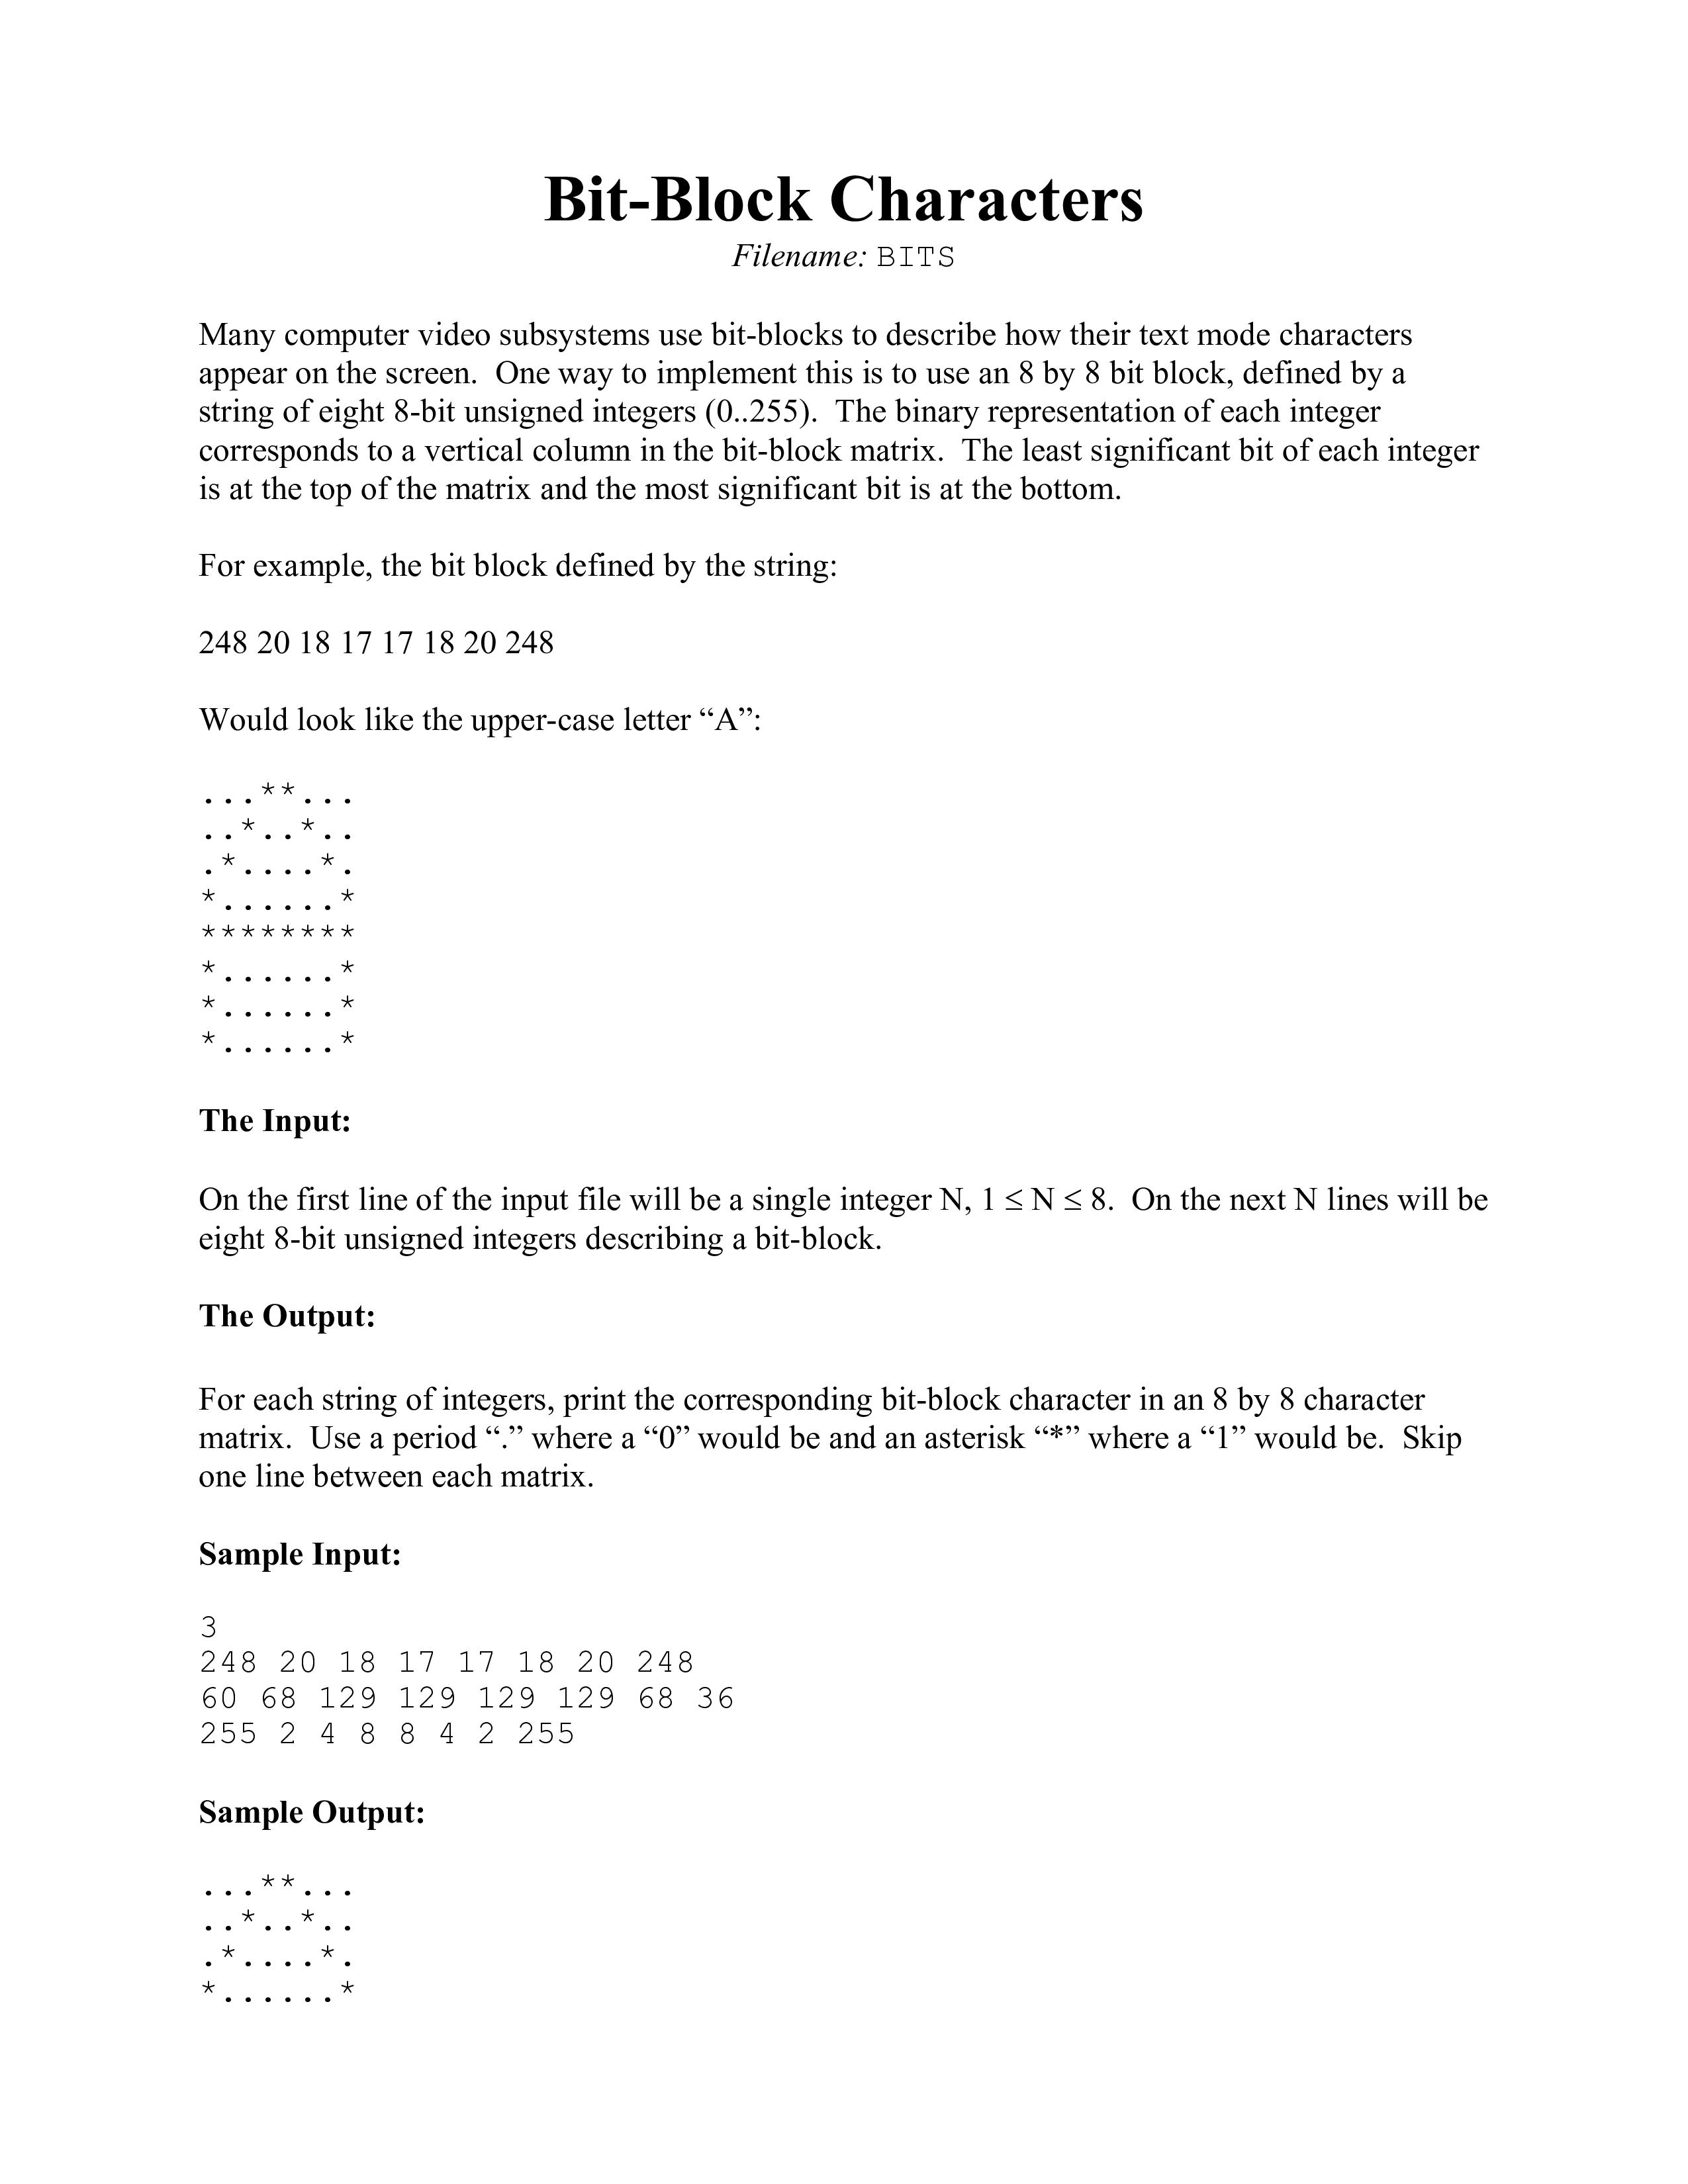 Bit-Block Characters
Filename: BITS
Many computer video subsystems use bit-blocks to describe how their text mode characters
appear on the screen.  One way to implement this is to use an 8 by 8 bit block, defined by a
string of eight 8-bit unsigned integers (0..255).  The binary representation of each integer
corresponds to a vertical column in the bit-block matrix.  The least significant bit of each integer
is at the top of the matrix and the most significant bit is at the bottom.
For example, the bit block defined by the string:
248 20 18 17 17 18 20 248
Would look like the upper-case letter “A”:
...**...
..*..*..
.*....*.
*......*
********
*......*
*......*
*......*
The Input:
On the first line of the input file will be a single integer N, 1 ≤ N ≤ 8.  On the next N lines will be
eight 8-bit unsigned integers describing a bit-block.
The Output:
For each string of integers, print the corresponding bit-block character in an 8 by 8 character
matrix.  Use a period “.” where a “0” would be and an asterisk “*” where a “1” would be.  Skip
one line between each matrix.
Sample Input:
3
248 20 18 17 17 18 20 248
60 68 129 129 129 129 68 36
255 2 4 8 8 4 2 255
Sample Output:
...**...
..*..*..
.*....*.
*......*